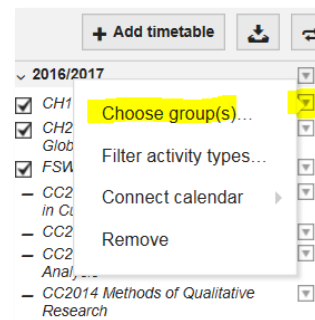 Add timetable
2016/2017
CH1
Choose group(s)...
CH2
Glob
Filter activity types...
FSW
CC2
Connect calendar
in Cu
CC2
Remove
CC2
Analysis
CC2014 Methods of Qualitative
Research